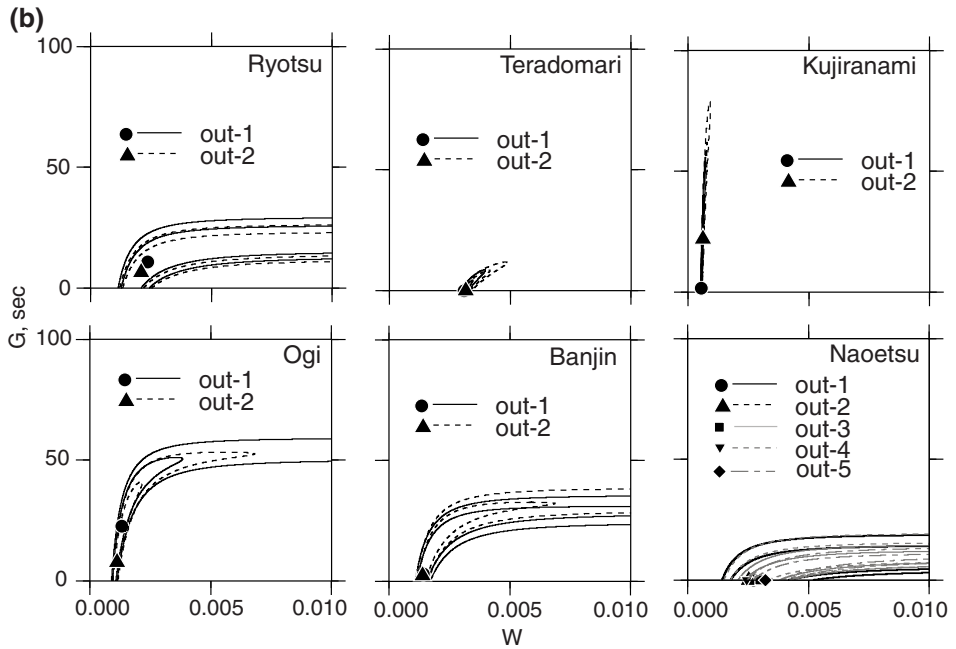 (b)
100
Ryotsu
Teradomari
Kujiranami
out-1
out-2
out-1
out-2
out-1
out-2
50
0
G, sec
100
Ogi
Banjin
Naoetsu
out-1
out-2
out-1
out-2
out-1
out-2
out-3
out-4
out-5
50
0
0.000 0.005 0.010 0.000 0.005 0.010 0.000 0.005 0.010
W